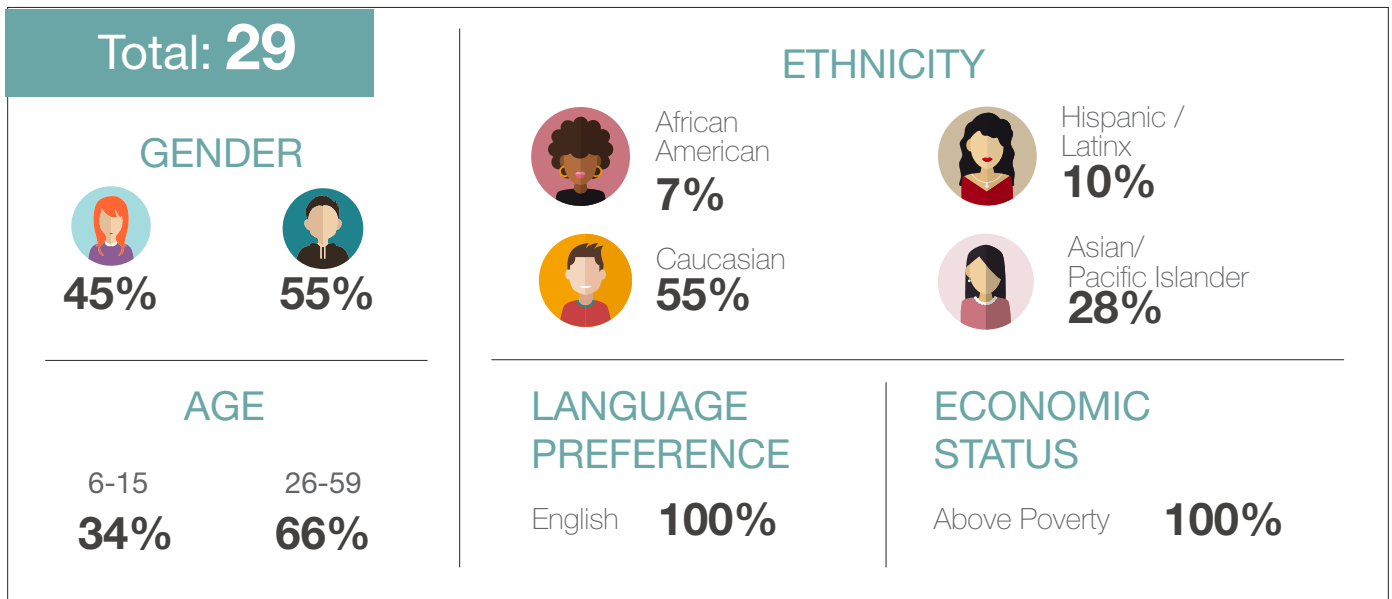 Total: 29
GENDER
45%
55%
AGE
6-15
26-59
34%
66%
ETHNICITY
African
American
7%
Hispanic /
Latinx
10%
Caucasian
55%
Asian/
Pacific Islander
28%
LANGUAGE
PREFERENCE
English 100%
ECONOMIC
STATUS
Above Poverty 100%